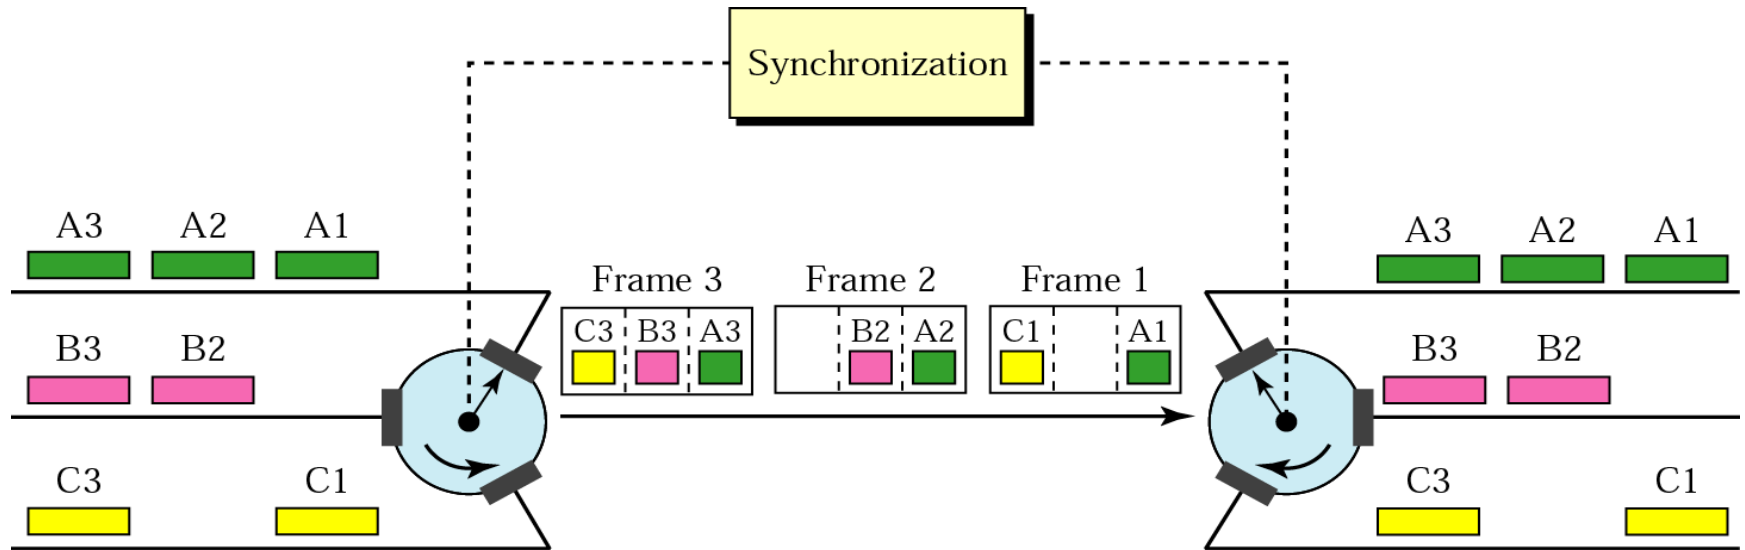 Synchronization
A3 A2 A1
A3 A2 A1
Frame 3 Frame 2 Frame 1
C3 B3 A3 B2 A2 C1 A1
B3 B2
B3 B2
C3 C1
C3 C1